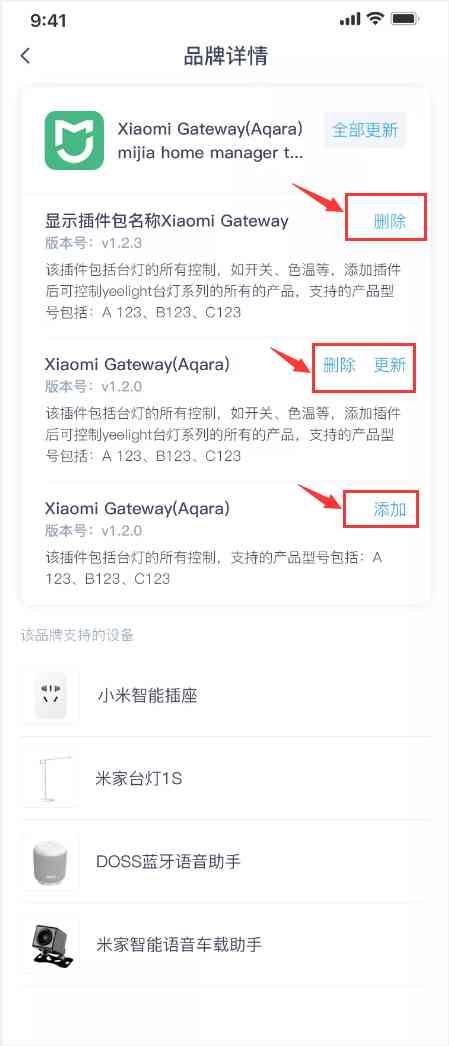 9:41
品牌详情
Xiaomi Gateway(Aqara)
mijia home manager t...
全部更新
显示插件包名称Xiaomi Gateway
删除
版本号：v1.2.3
该插件包括台灯的所有控制，如开关、色温等，添加插件
后可控制yeelight台灯系列的所有的产品，支持的产品型
号包括：A 123、B123、C123
Xiaomi Gateway(Aqara)
删除 更新
版本号：v1.2.0
该插件包括台灯的所有控制，如开关、色温等，添加插件
后可控制yeelight台灯系列的所有的产品，支持的产品型
号包括：A 123、B123、C123
Xiaomi Gateway(Aqara)
添加
版本号：v1.2.0
该插件包括台灯的所有控制，支持的产品型号包括：A
123、B123、C123
该品牌支持的设备
小米智能插座
米家台灯1S
DOSS蓝牙语音助手
米家智能语音车载助手